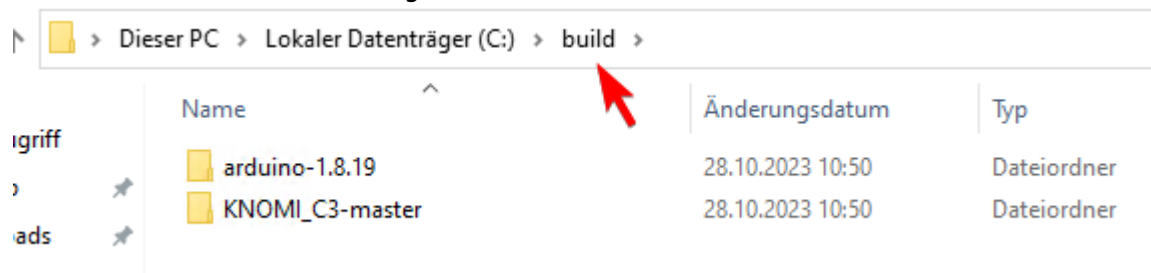 Dieser PC > Lokaler Datenträger (C:) > build >
Name Änderungsdatum Typ
arduino-1.8.19 28.10.2023 10:50 Dateiordner
KNOMI_C3-master 28.10.2023 10:50 Dateiordner